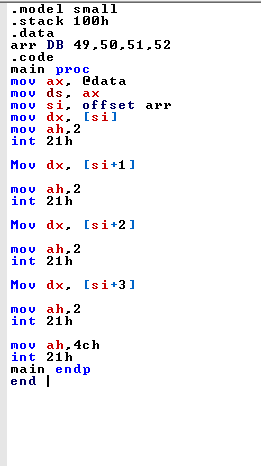 .model small
.stack 100h
.data
arr DB 49,50,51,52
.code
main proc
mov ax, @data
mov ds, ax
mov si, offset arr
mov dx, [si]
mov ah,2
int 21h
Mov dx, [si+1]
mov ah,2
int 21h
Mov dx, [si+2]
mov ah,2
int 21h
Mov dx, [si+3]
mov ah,2
int 21h
mov ah,4ch
int 21h
main endp
end